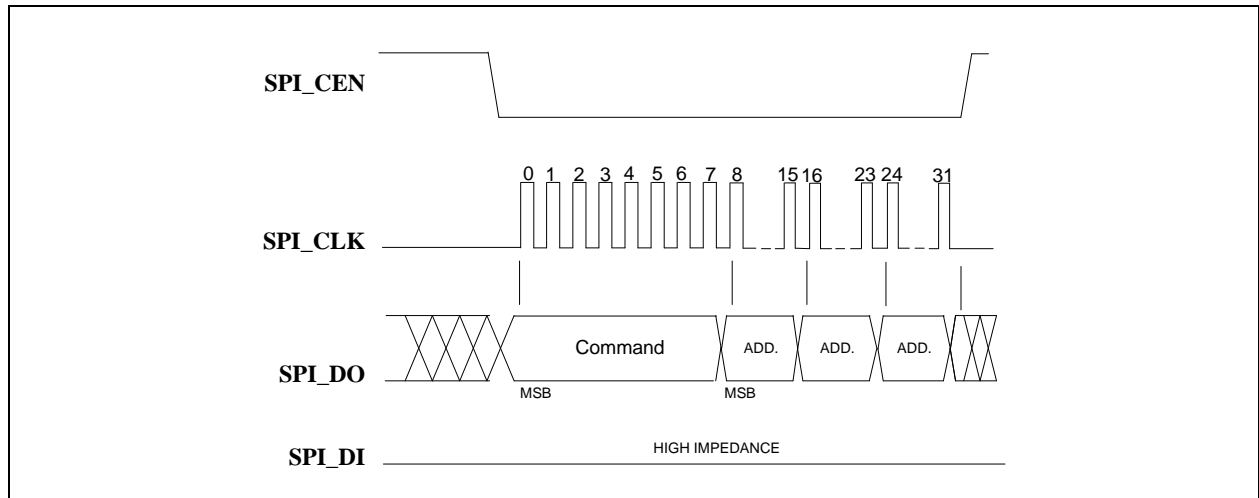 SPI_CEN
0 1 2 3 4 5 6 7 8 15 16 23 24 31
SPI_CLK
Command ADD. ADD. ADD.
SPI_DO
MSB MSB
HIGH IMPEDANCE
SPI_DI